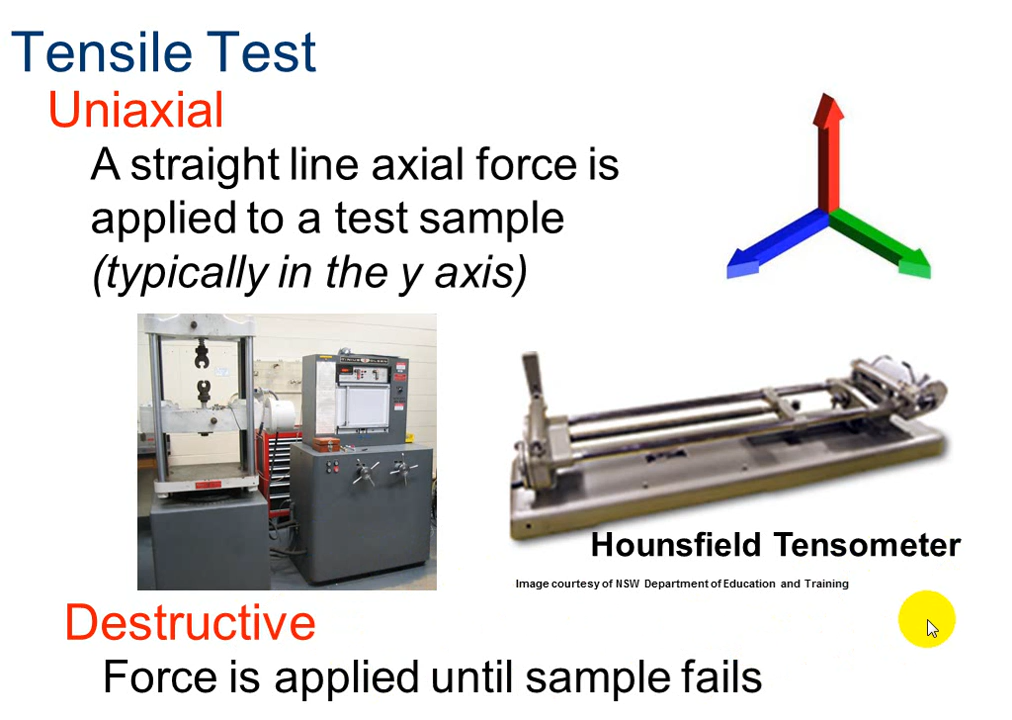 Tensile Test
Uniaxial
A straight line axial force is
applied to a test sample
(typically in the y axis)
Hounsfield Tensometer
Image courtesy of NSW Department of Education and Training
Destructive
Force is applied until sample fails